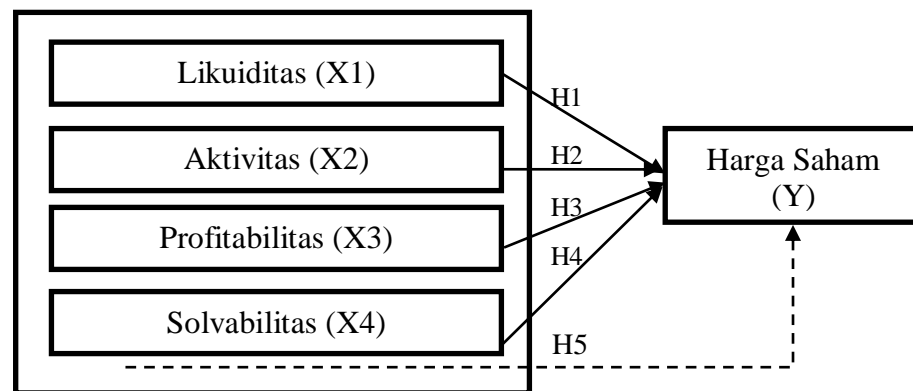 Likuiditas (X1)
H1
Aktivitas (X2)
H2
Harga Saham
(Y)
Profitabilitas (X3)
H3
H4
Solvabilitas (X4)
H5